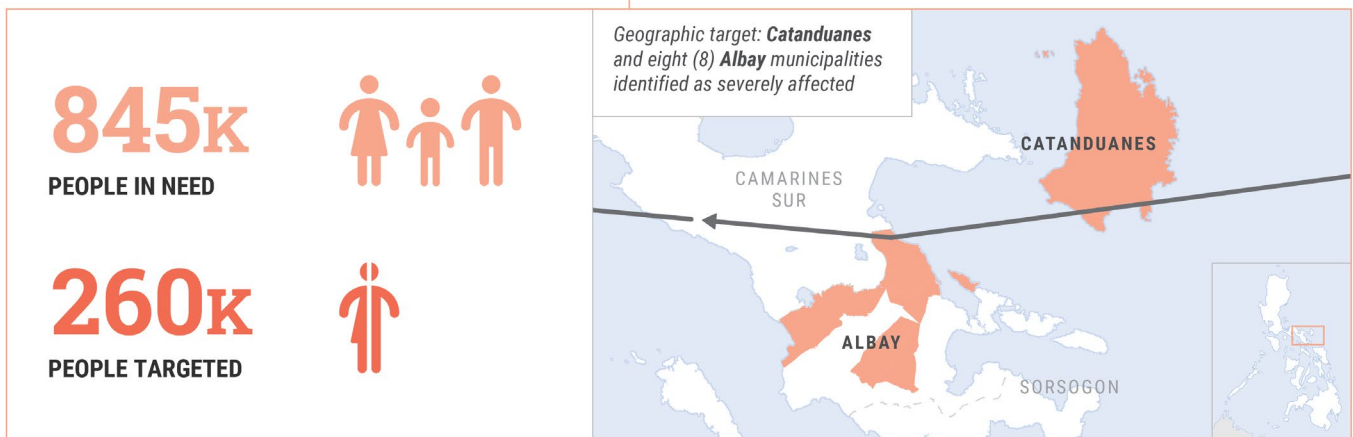 845K
PEOPLE IN NEED
260K
PEOPLE TARGETED
Geographic target: Catanduanes
and eight (8) Albay municipalities
identified as severely affected
CATANDUANES
CAMARINES
SUR
ALBAY
SORSOGON